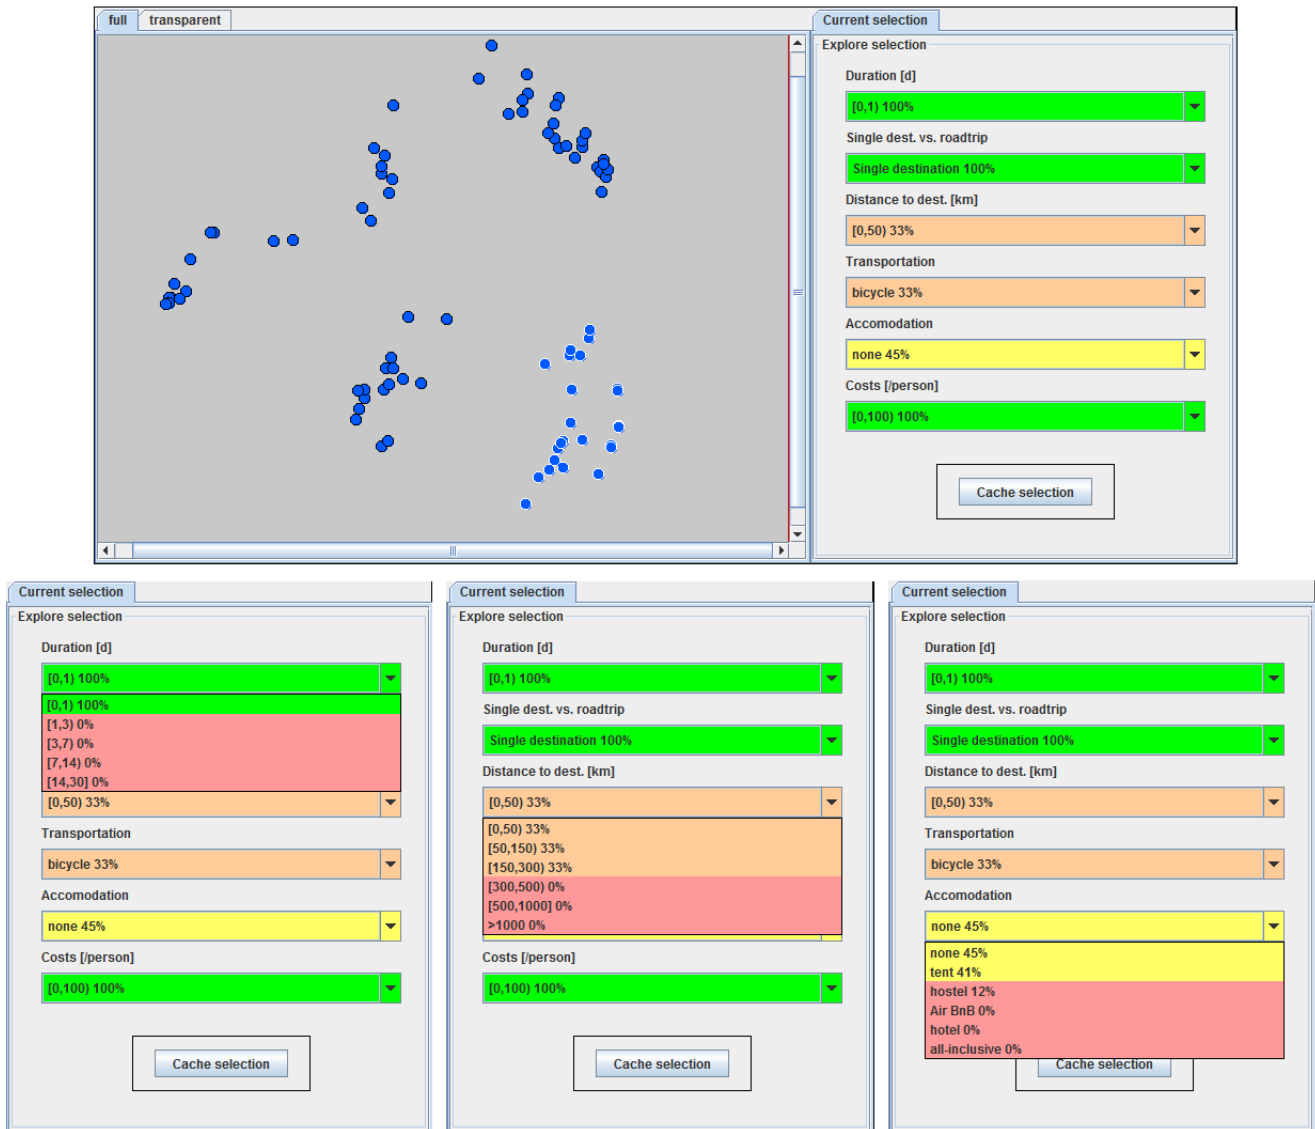 full transparent
Current selection
Explore selection
Duration [d]
[0,1) 100%
Single dest. vs. roadtrip
Single destination 100%
Distance to dest. [km]
[0,50) 33%
Transportation
bicycle 33%
Accomodation
none 45%
Costs [/person]
[0,100) 100%
Cache selection
Current selection
Explore selection
Duration [d]
[0,1) 100%
[0,1) 100%
[1,3) 0%
[3,7) 0%
[7,14) 0%
[14,30] 0%
[0,50) 33%
Transportation
bicycle 33%
Accomodation
none 45%
Costs [/person]
[0,100) 100%
Cache selection
Current selection
Explore selection
Duration [d]
[0,1) 100%
Single dest. vs. roadtrip
Single destination 100%
Distance to dest. [km]
[0,50) 33%
[0,50) 33%
[50,150) 33%
[150,300) 33%
[300,500) 0%
[500,1000] 0%
>1000 0%
Costs [/person]
[0,100) 100%
Cache selection
Current selection
Explore selection
Duration [d]
[0,1) 100%
Single dest. vs. roadtrip
Single destination 100%
Distance to dest. [km]
[0,50) 33%
Transportation
bicycle 33%
Accomodation
none 45%
none 45%
tent 41%
hostel 12%
Air BnB 0%
hotel 0%
all-inclusive 0%
Cache selection